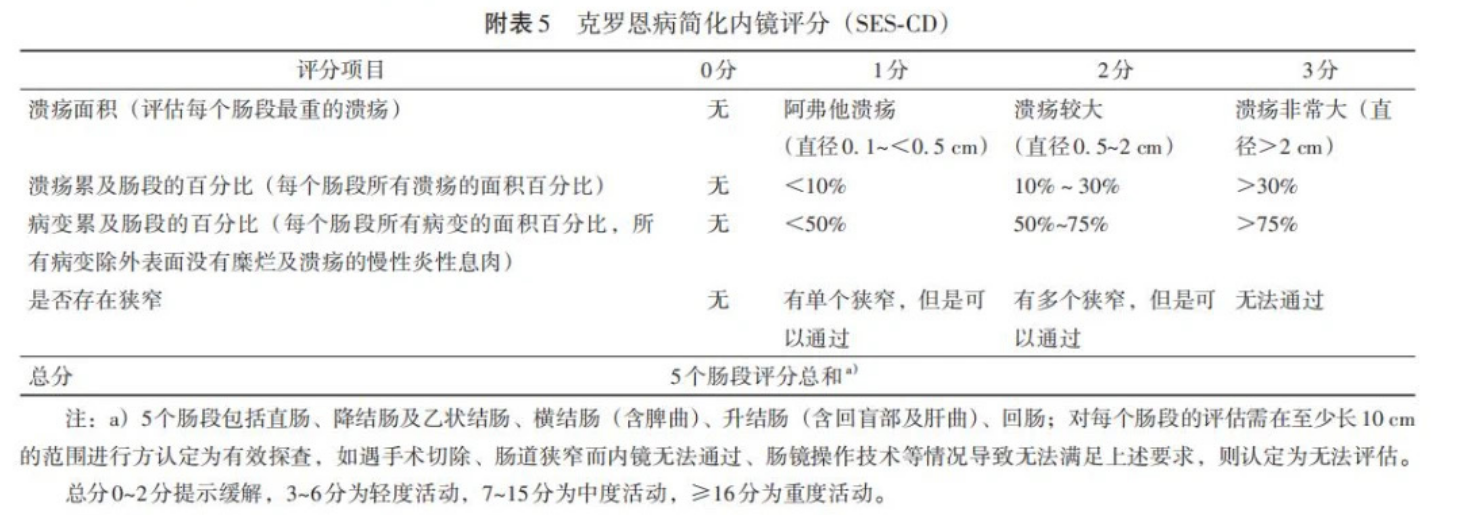 附表5 克罗恩病简化内镜评分（SES-CD）
评分项目 0分 1分 2分 3分
溃疡面积（评估每个肠段最重的溃疡） 无 阿弗他溃疡 溃疡较大 溃疡非常大（直
（直径0.1~<0.5 cm） （直径0.5~2 cm） 径>2 cm）
溃疡累及肠段的百分比（每个肠段所有溃疡的面积百分比） 无 <10% 10% ~ 30% >30%
病变累及肠段的百分比（每个肠段所有病变的面积百分比，所 无 <50% 50%~75% >75%
有病变除外表面没有糜烂及溃疡的慢性炎性息肉）
是否存在狭窄 无 有单个狭窄，但是可 有多个狭窄，但是可 无法通过
以通过 以通过
总分 5个肠段评分总和a)
注：a）5个肠段包括直肠、降结肠及乙状结肠、横结肠（含脾曲）、升结肠（含回盲部及肝曲）、回肠；对每个肠段的评估需在至少长10 cm
的范围进行方认定为有效探查，如遇手术切除、肠道狭窄而内镜无法通过、肠镜操作技术等情况导致无法满足上述要求，则认定为无法评估。
总分0~2分提示缓解，3~6分为轻度活动，7~15分为中度活动，≥16分为重度活动。